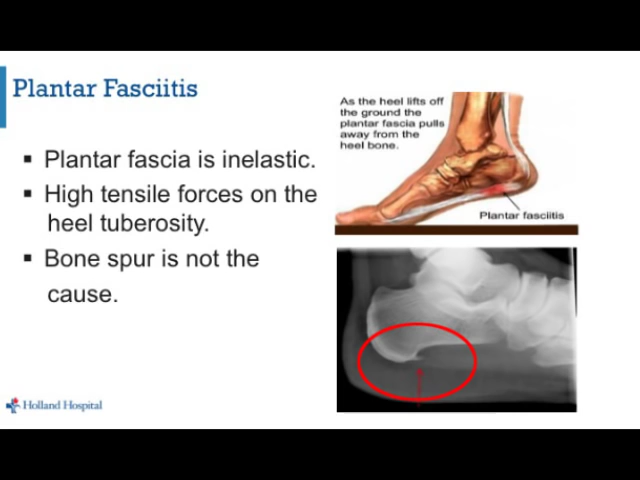 Plantar Fasciitis
▪ Plantar fascia is inelastic.
▪ High tensile forces on the
heel tuberosity.
▪ Bone spur is not the
cause.
As the heel lifts off
the ground the
plantar fascia pulls
away from the
heel bone.
Plantar fasciitis
Holland Hospital